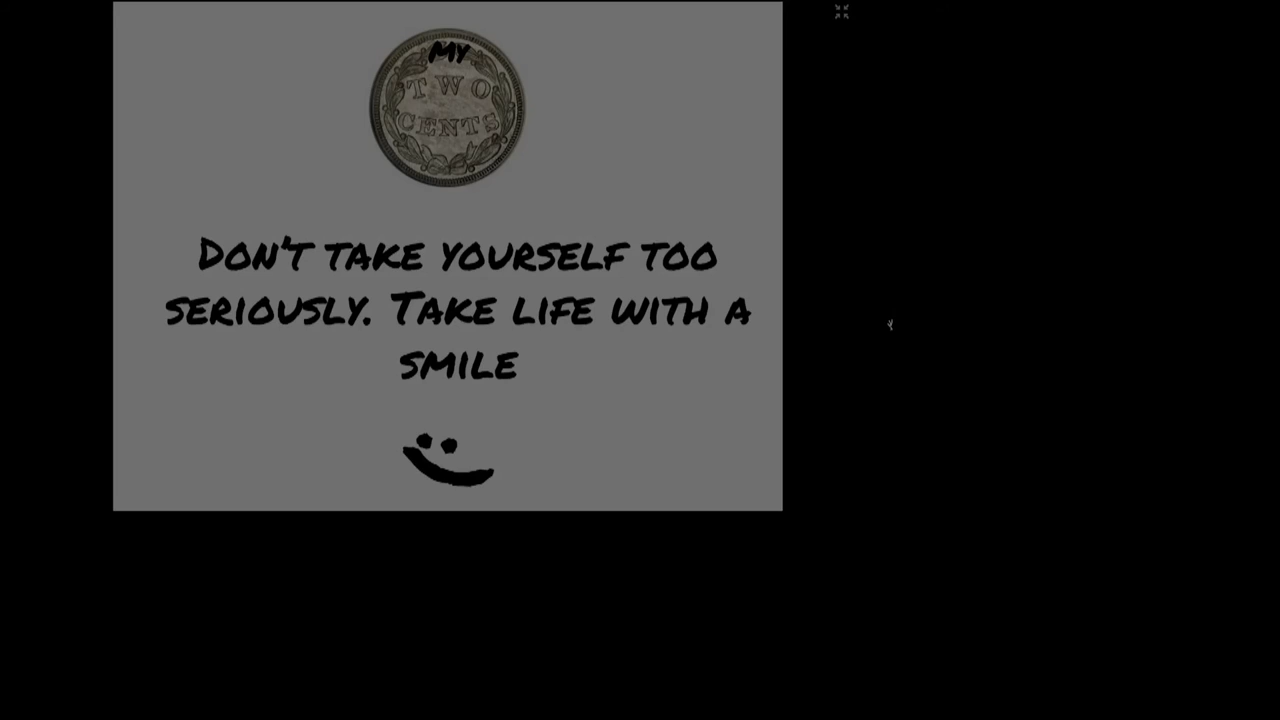 MY
TWO
CENTS
DON'T TAKE YOURSELF TOO
SERIOUSLY. TAKE LIFE WITH A
SMILE